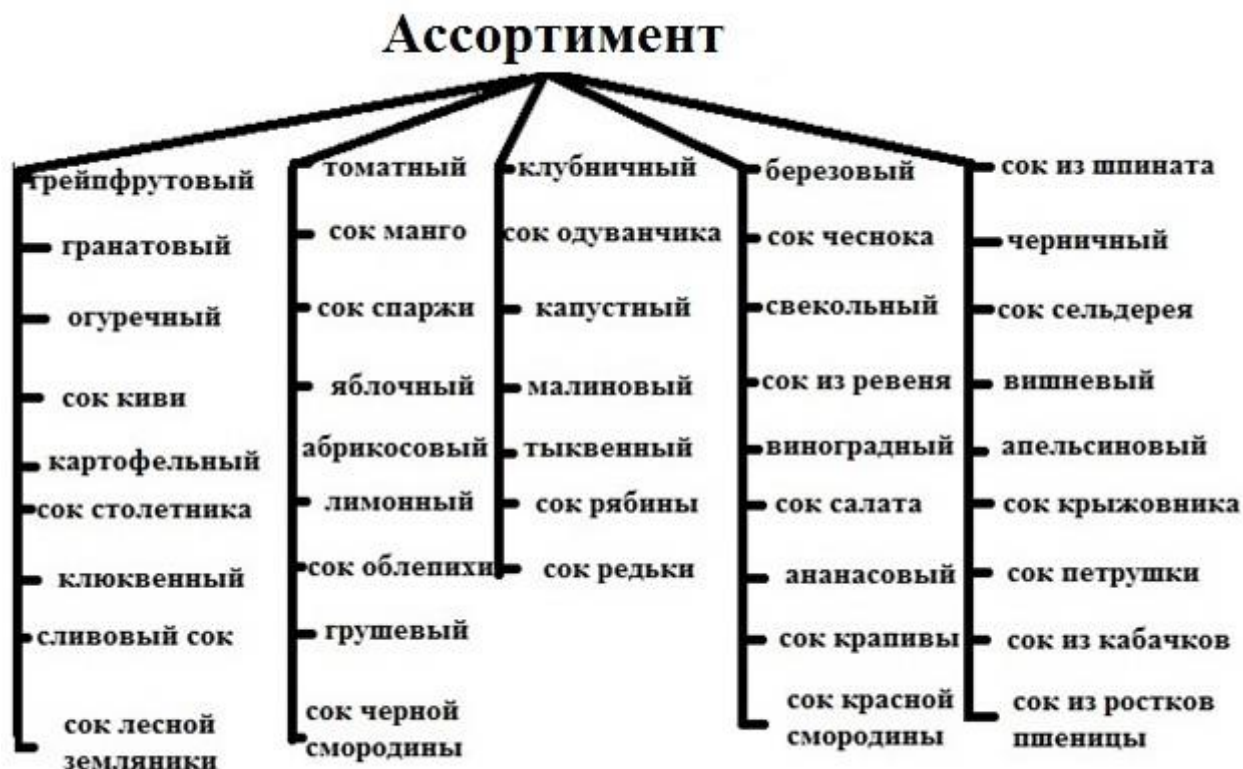 Ассортимент
грейпфрутовый
гранатовый
огуречный
сок киви
картофельный
сок столетника
клюквенный
сливовый сок
сок лесной
земляники
томатный
сок манго
сок спаржи
яблочный
абрикосовый
лимонный
сок облепихи
грушевый
сок черной
смородины
клубничный
сок одуванчика
капустный
малиновый
тыквенный
сок рябины
сок редьки
березовый
сок чеснока
свекольный
сок из ревеня
виноградный
сок салата
ананасовый
сок крапивы
сок красной
смородины
сок из шпината
черничный
сок сельдерея
вишневый
апельсиновый
сок крыжовника
сок петрушки
сок из кабачков
сок из ростков
пшеницы